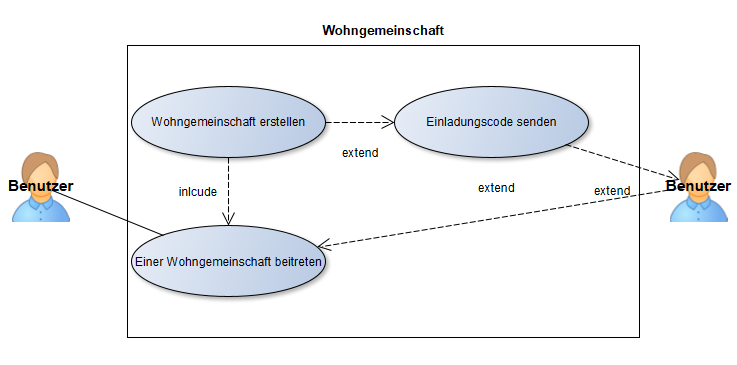 Wohngemeinschaft
Wohngemeinschaft erstellen
Einladungscode senden
extend
Benutzer
Benutzer
inlcude
extend
extend
Einer Wohngemeinschaft beitreten